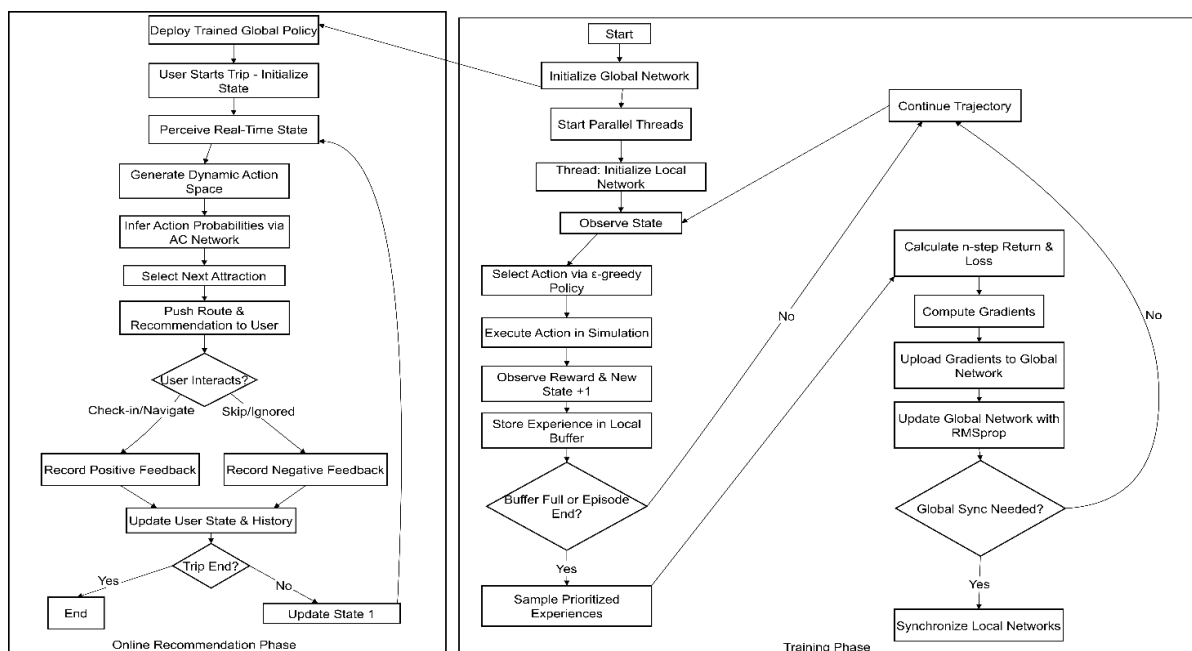 Deploy Trained Global Policy
User Starts Trip - Initialize
State
Perceive Real-Time State
Generate Dynamic Action
Space
Infer Action Probabilities via
AC Network
Select Next Attraction
Push Route &
Recommendation to User
User Interacts?
Check-in/Navigate
Skip/Ignored
Record Positive Feedback
Record Negative Feedback
Update User State & History
Trip End?
Yes
No
End
Update State 1
Online Recommendation Phase
Start
Initialize Global Network
Start Parallel Threads
Thread: Initialize Local
Network
Observe State
Select Action via ε-greedy
Policy
Execute Action in Simulation
Observe Reward & New
State +1
Store Experience in Local
Buffer
Buffer Full or Episode
End?
No
Yes
Sample Prioritized
Experiences
Continue Trajectory
Calculate n-step Return &
Loss
Compute Gradients
Upload Gradients to Global
Network
Update Global Network with
RMSprop
Global Sync Needed?
No
Yes
Synchronize Local Networks
Training Phase